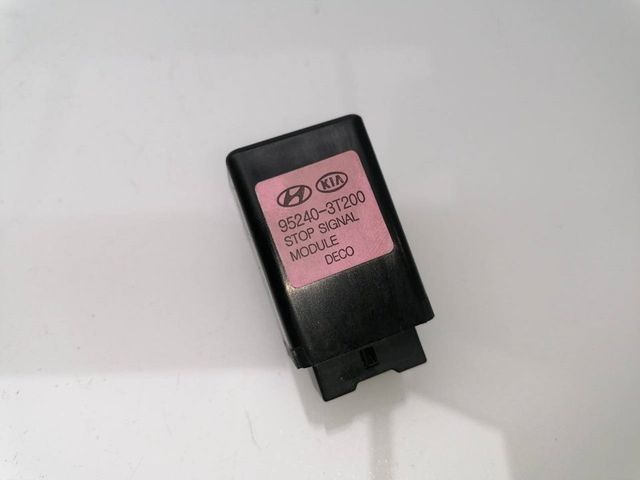 KIA
95240-3T200
STOP SIGNAL
MODULE
DECO